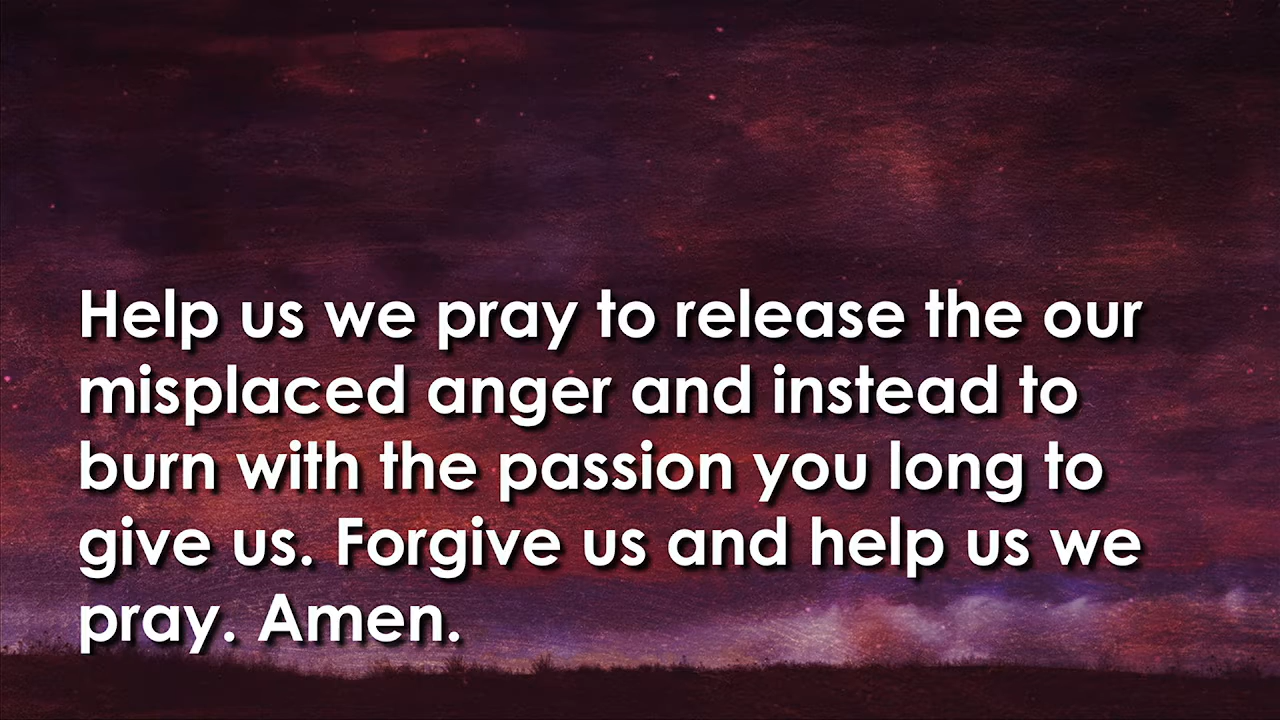 Help us we pray to release the our
misplaced anger and instead to
burn with the passion you long to
give us. Forgive us and help us we
pray. Amen.